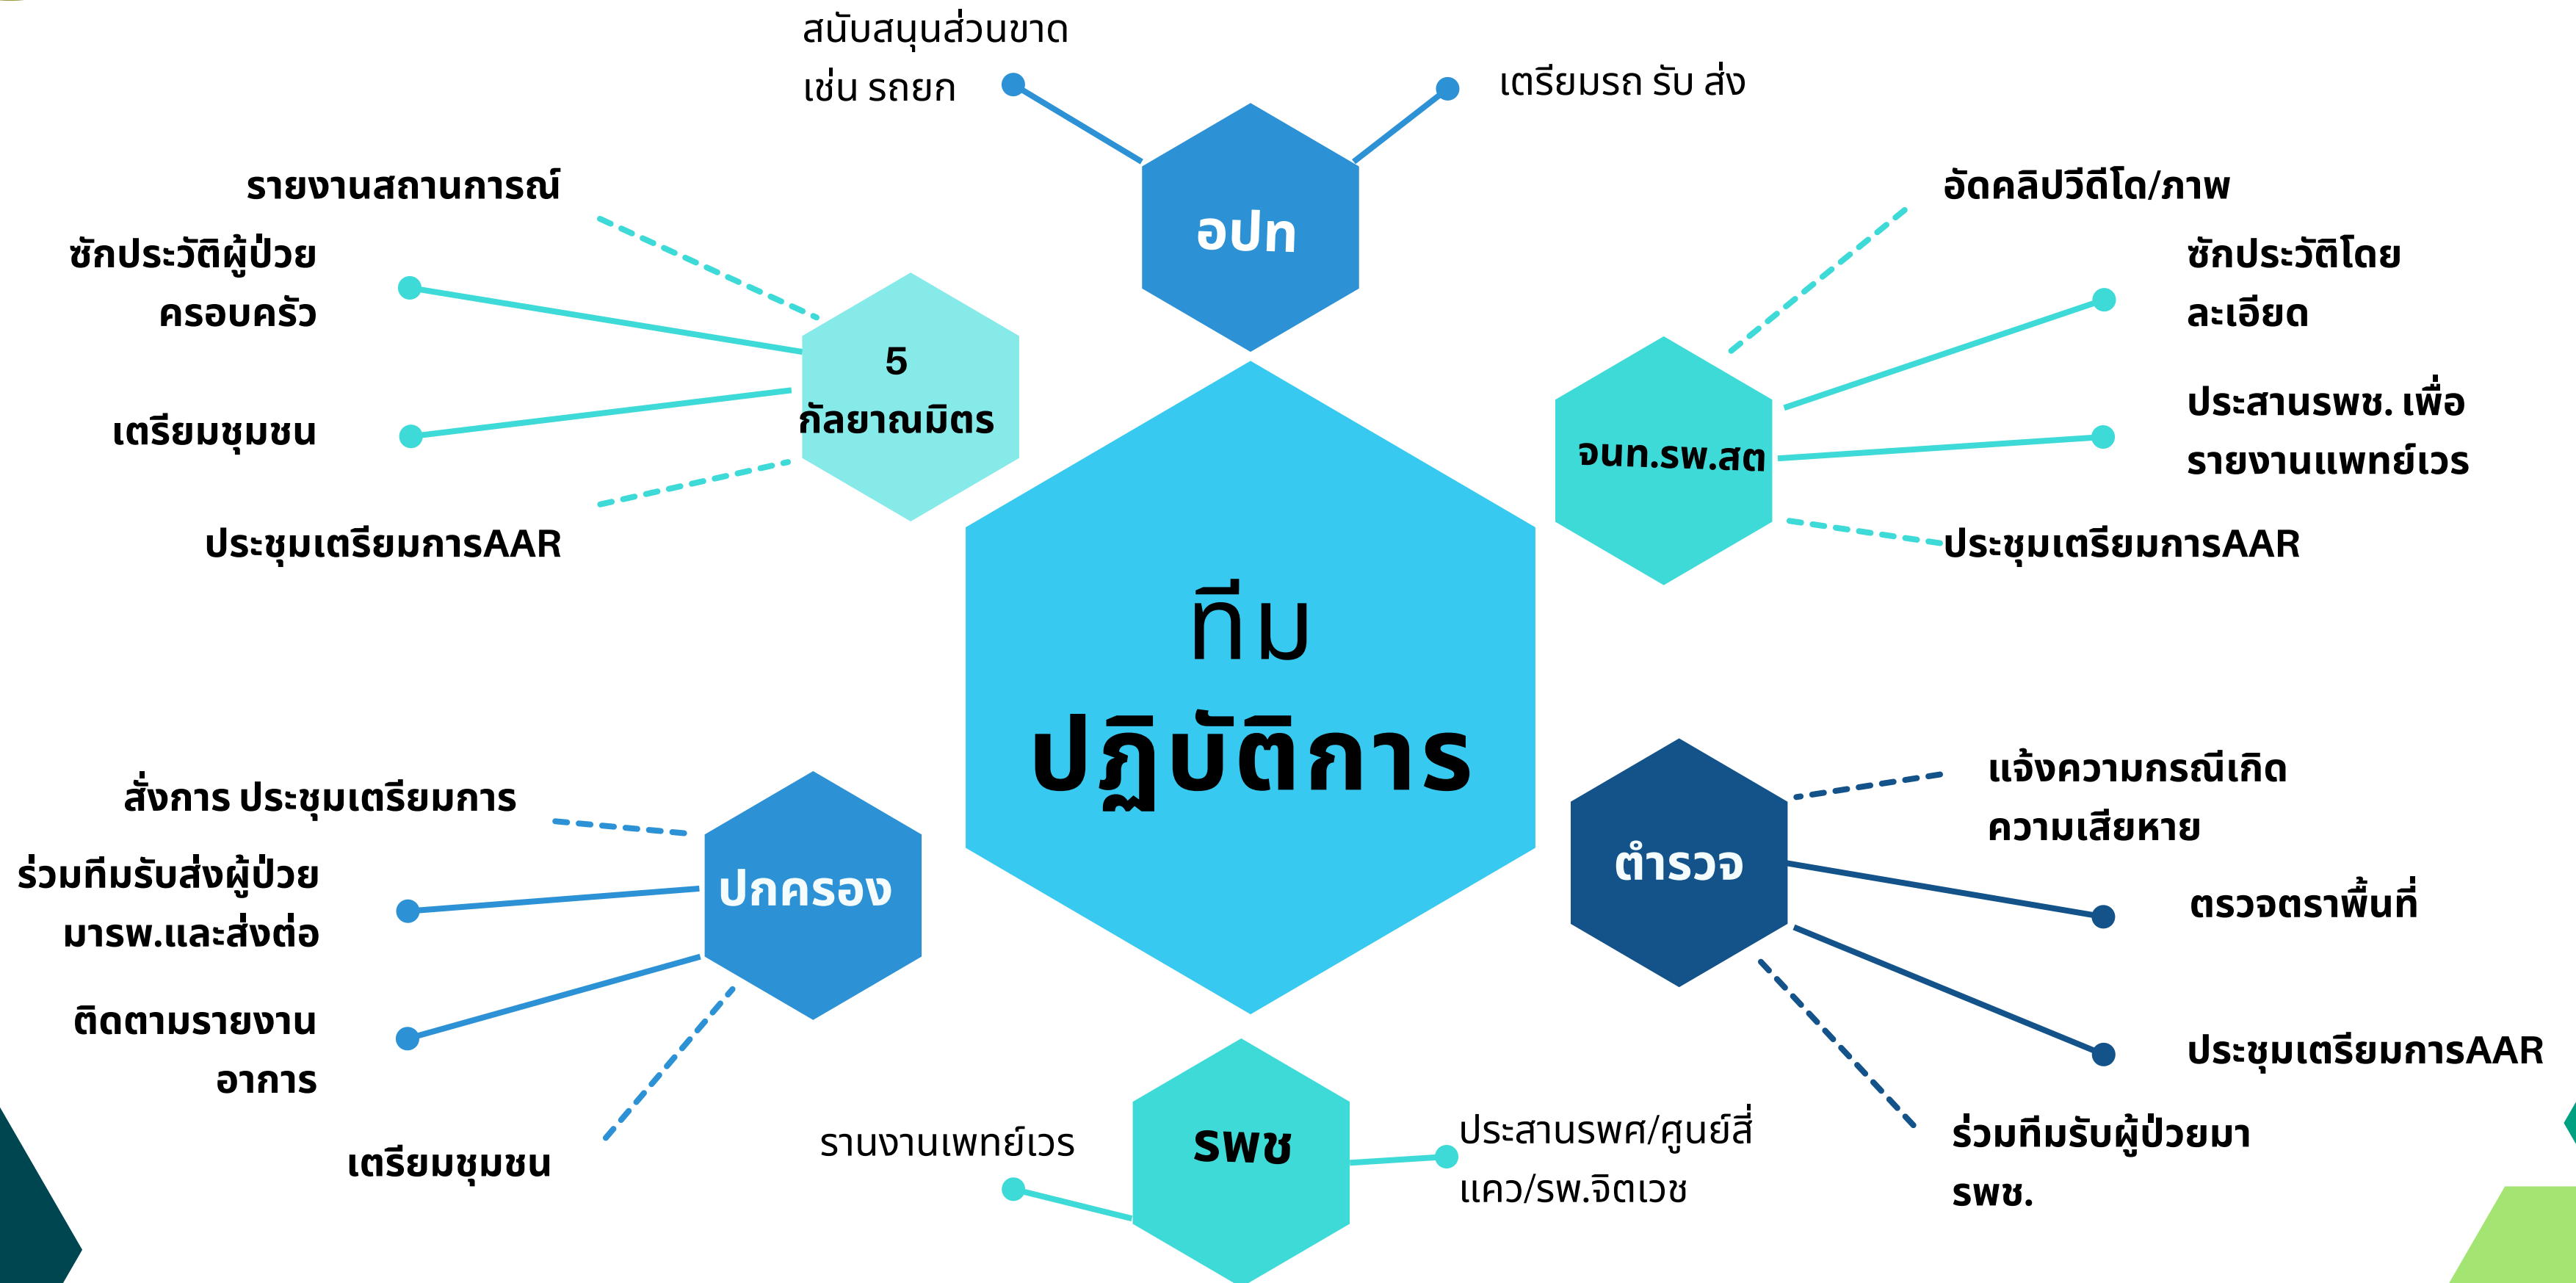 สนับสนุนส่วนขาด
เช่น รถยก
เตรียมรถ รับ ส่ง
อปท
รายงานสถานการณ์
ซักประวัติผู้ป่วย
ครอบครัว
เตรียมชุมชน
ประชุมเตรียมการAAR
5
กัลยาณมิตร
อัดคลิปวีดีโด/ภาพ
ซักประวัติโดย
ละเอียด
ประสานรพช. เพื่อ
รายงานแพทย์เวร
ประชุมเตรียมการAAR
จนท.รพ.สต
ทีม
ปฏิบัติการ
สั่งการ ประชุมเตรียมการ
ร่วมทีมรับส่งผู้ป่วย
มารพ.และส่งต่อ
ติดตามรายงาน
อาการ
เตรียมชุมชน
ปกครอง
ตำรวจ
แจ้งความกรณีเกิด
ความเสียหาย
ตรวจตราพื้นที่
ประชุมเตรียมการAAR
ร่วมทีมรับผู้ป่วยมา
รพช.
รานงานเพทย์เวร
รพช
ประสานรพศ/ศูนย์สี่
แคว/รพ.จิตเวช